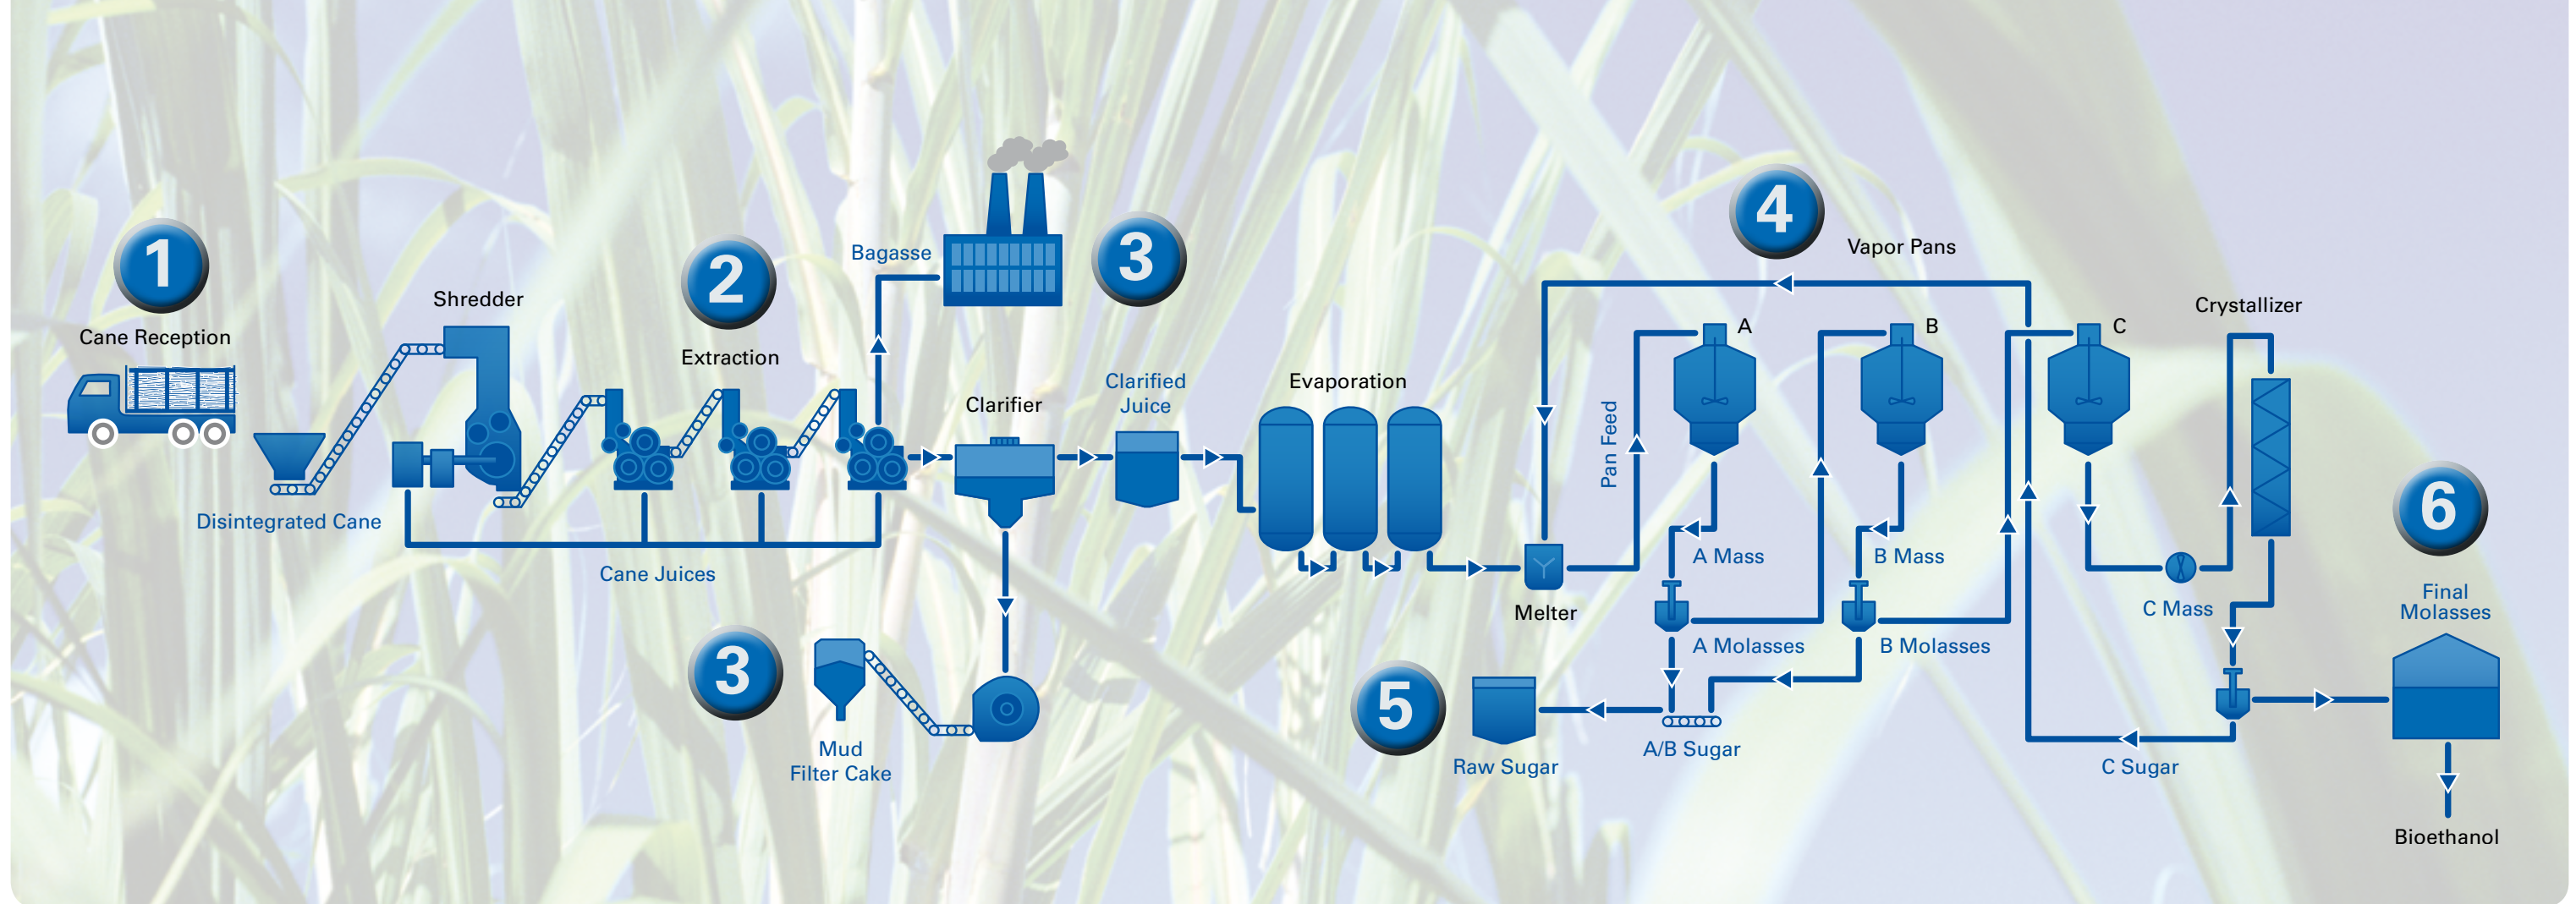 1
Cane Reception
Disintegrated Cane
Shredder
2
Extraction
Cane Juices
Bagasse
3
Clarifier
3
Mud
Filter Cake
Clarified
Juice
Evaporation
Melter
Pan Feed
4
Vapor Pans
A
B
C
A Mass
B Mass
C Mass
A Molasses
B Molasses
5
Raw Sugar
A/B Sugar
C Sugar
Crystallizer
6
Final
Molasses
Bioethanol